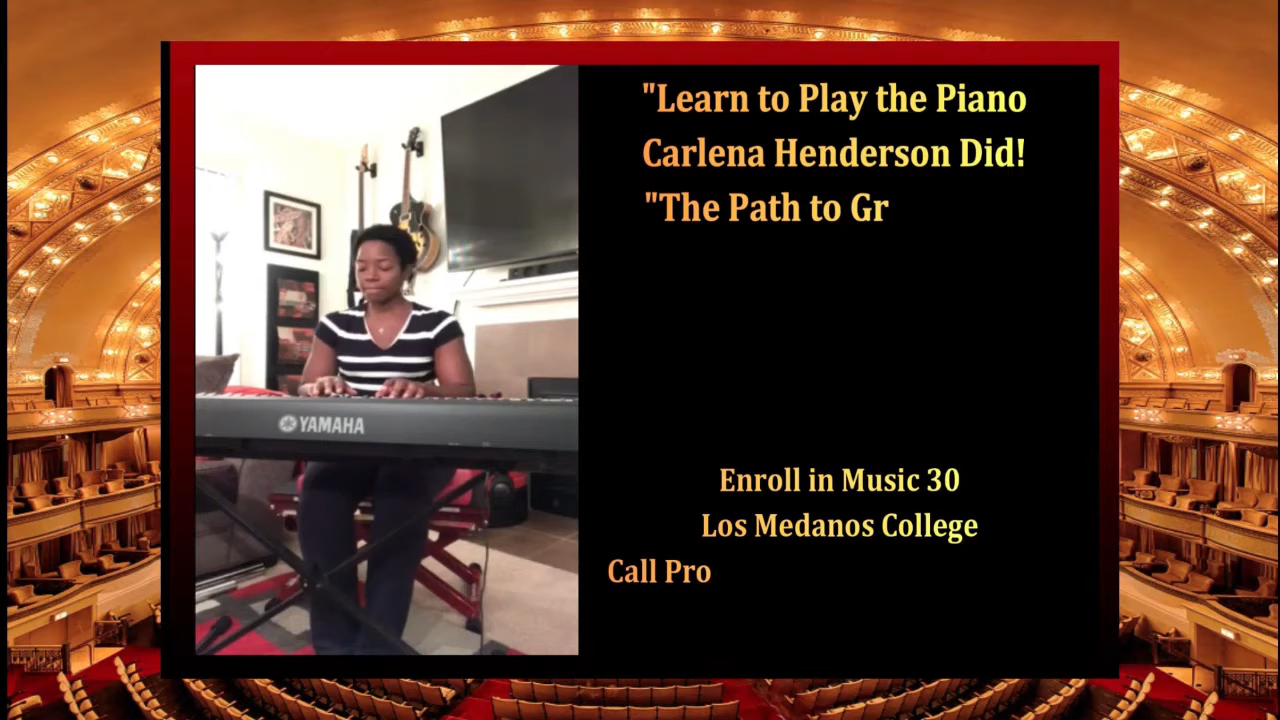 "Learn to Play the Piano
Carlena Henderson Did!
"The Path to Gr
Enroll in Music 30
Los Medanos College
Call Pro
YAMAHA